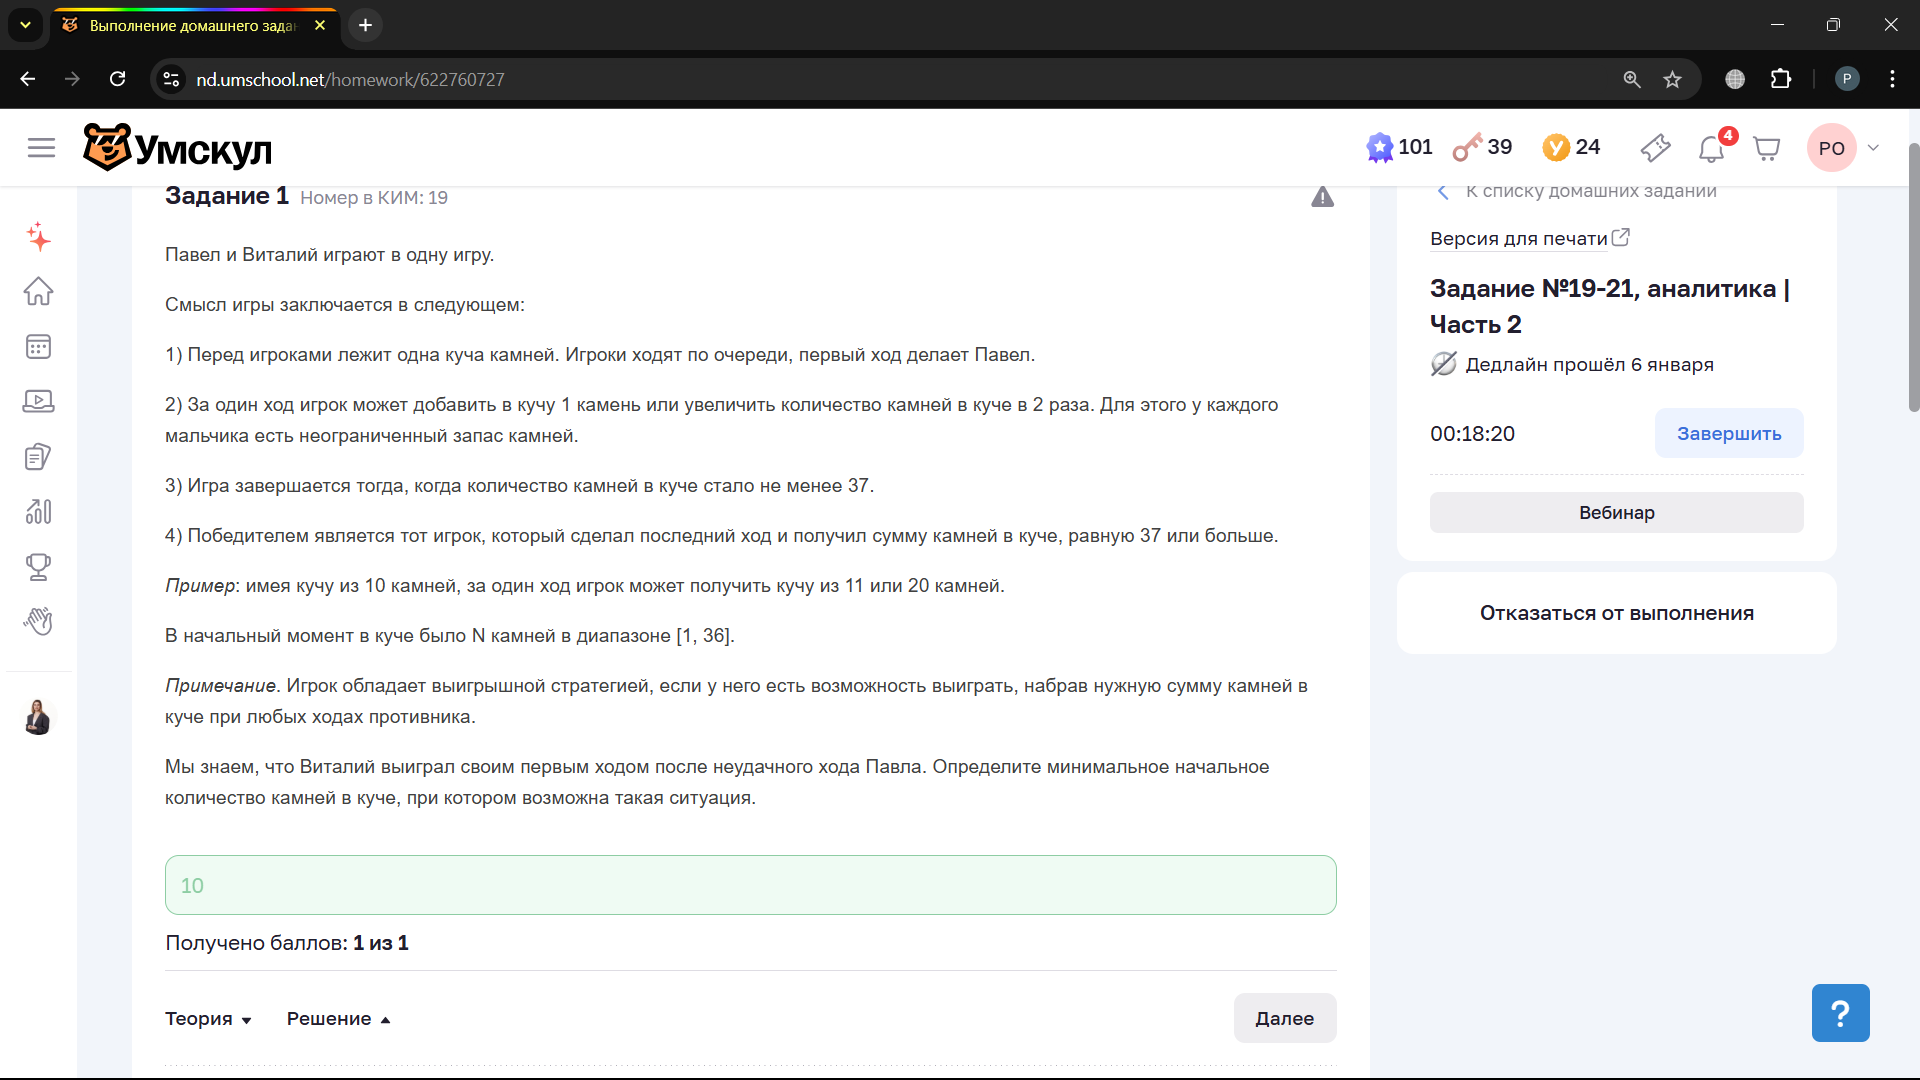 Выполнение домашнего зада
nd.umschool.net/homework/622760727
P
Умскул
101
39
24
4
РО
Задание 1 Номер в КИМ: 19
Павел и Виталий играют в одну игру.
Смысл игры заключается в следующем:
1) Перед игроками лежит одна куча камней. Игроки ходят по очереди, первый ход делает Павел.
2) За один ход игрок может добавить в кучу 1 камень или увеличить количество камней в куче в 2 раза. Для этого у каждого
мальчика есть неограниченный запас камней.
3) Игра завершается тогда, когда количество камней в куче стало не менее 37.
4) Победителем является тот игрок, который сделал последний ход и получил сумму камней в куче, равную 37 или больше.
Пример: имея кучу из 10 камней, за один ход игрок может получить кучу из 11 или 20 камней.
В начальный момент в куче было N камней в диапазоне [1, 36].
Примечание. Игрок обладает выигрышной стратегией, если у него есть возможность выиграть, набрав нужную сумму камней в
куче при любых ходах противника.
Мы знаем, что Виталий выиграл своим первым ходом после неудачного хода Павла. Определите минимальное начальное
количество камней в куче, при котором возможна такая ситуация.
10
Получено баллов: 1 из 1
Теория
Решение
Далее
К списку домашних заданий
Версия для печати
Задание №19-21, аналитика |
Часть 2
Дедлайн прошёл 6 января
00:18:20
Завершить
Вебинар
Отказаться от выполнения
?